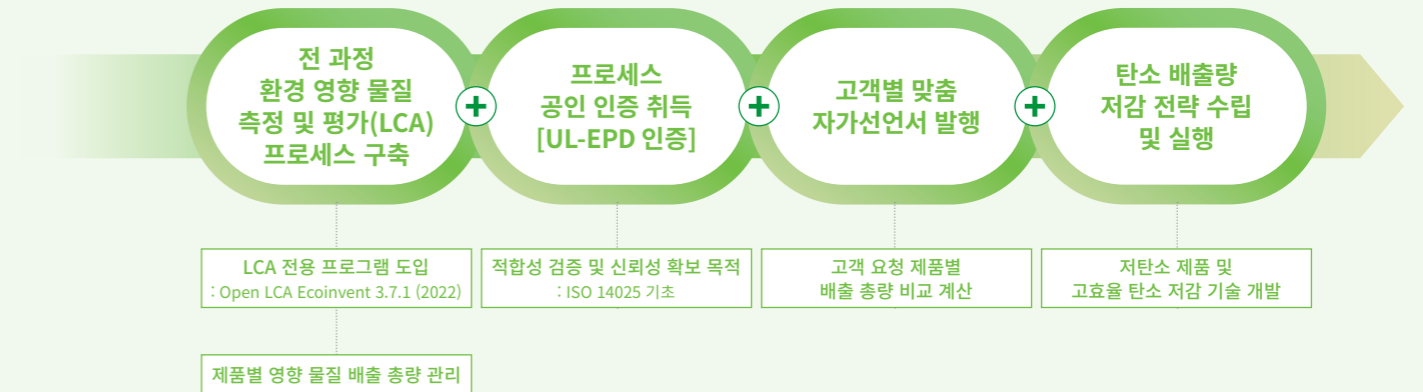 전 과정
환경 영향 물질
측정 및 평가(LCA)
프로세스 구축
+
프로세스
공인 인증 취득
[UL-EPD 인증]
+
고객별 맞춤
자가선언서 발행
+
탄소 배출량
저감 전략 수립
및 실행
LCA 전용 프로그램 도입
: Open LCA Ecoinvent 3.7.1 (2022)
제품별 영향 물질 배출 총량 관리
적합성 검증 및 신뢰성 확보 목적
: ISO 14025 기초
고객 요청 제품별
배출 총량 비교 계산
저탄소 제품 및
고효율 탄소 저감 기술 개발